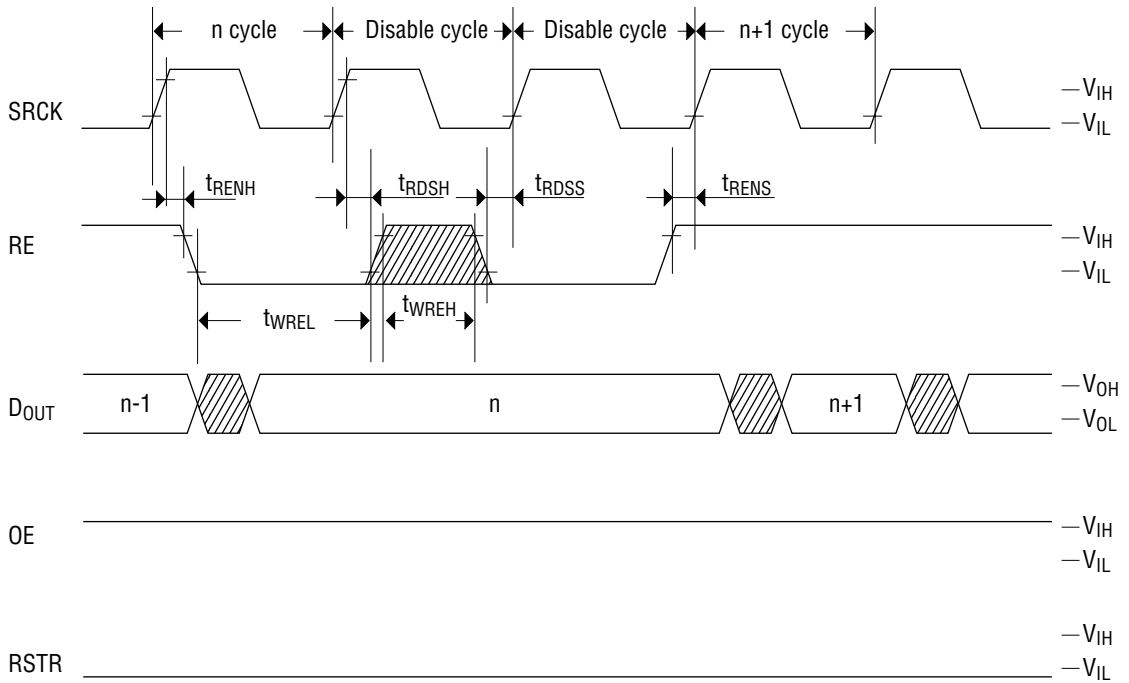 n cycle Disable cycle Disable cycle n+1 cycle
SRCK
VIH
VIL
tRENH tRDSH tRDSS tRENS
RE
VIH
VIL
tWREL tWREH
DOUT n-1 n n+1
VOH
VOL
OE
VIH
VIL
RSTR
VIH
VIL